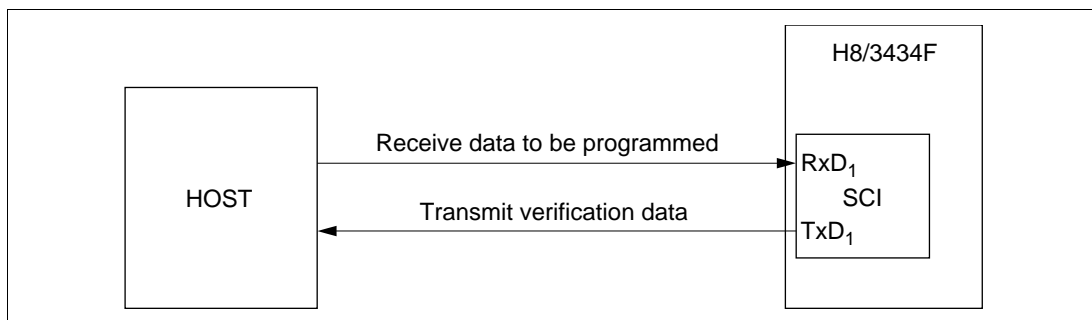 H8/3434F
Receive data to be programmed
RxD1
HOST
SCI
Transmit verification data
TxD1